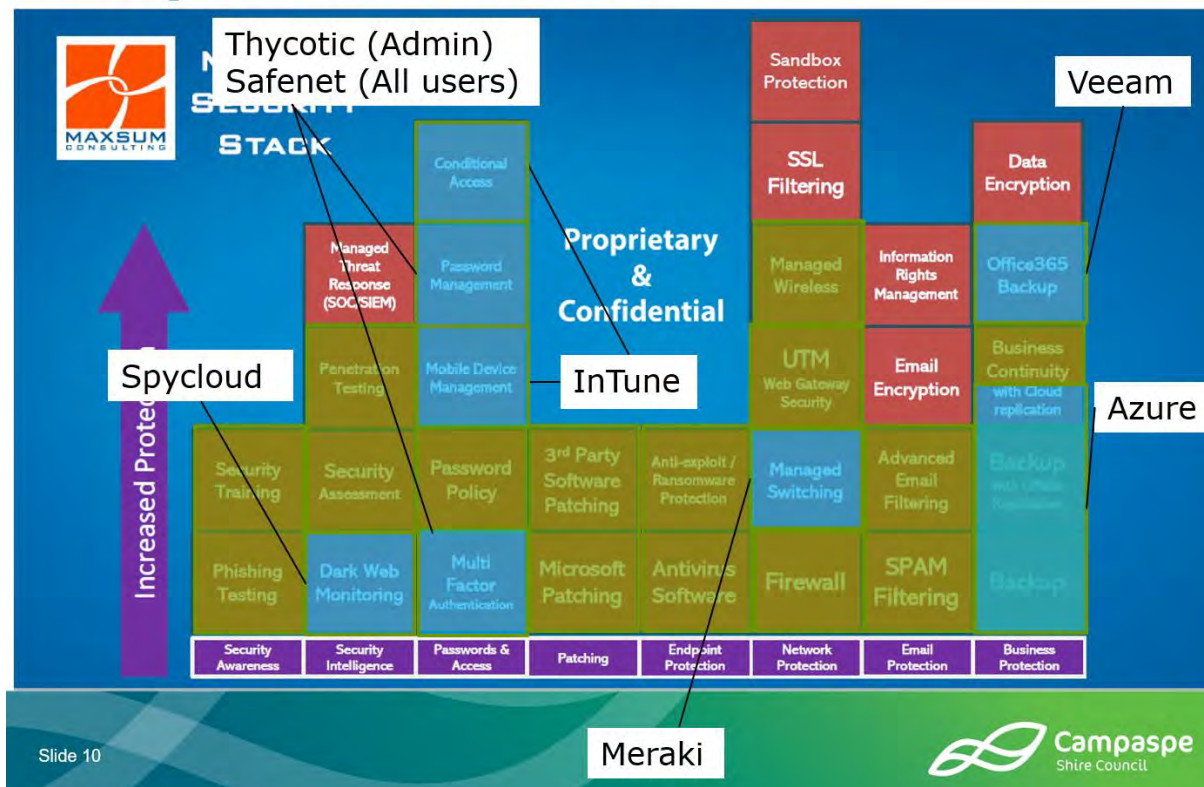 Thycotic (Admin)
Safenet (All users)
MAXSUM
CONSULTING
STACK
Veeam
Spycloud
InTune
Azure
Meraki
Proprietary
&
Confidential
Increased
Sandbox
Protection
Conditional
Access
SSL
Filtering
Data
Encryption
Managed
Threat
Response
(SOC/SIEM)
Password
Management
Managed
Wireless
Information
Rights
Management
Office365
Backup
Penetration
Testing
Mobile Device
Management
UTM
Web Gateway
Security
Email
Encryption
Business
Continuity
with Cloud
replication
Security
Training
Security
Assessment
Password
Policy
3rd Party
Software
Patching
Anti-exploit /
Ransomware
Protection
Managed
Switching
Advanced
Email
Filtering
Backup
Phishing
Testing
Dark Web
Monitoring
Multi
Factor
Authentication
Microsoft
Patching
Antivirus
Software
Firewall
SPAM
Filtering
Backup
Security
Awareness
Security
Intelligence
Passwords &
Access
Patching
Endpoint
Protection
Network
Protection
Email
Protection
Business
Protection
Slide 10
Campaspe
Shire Council